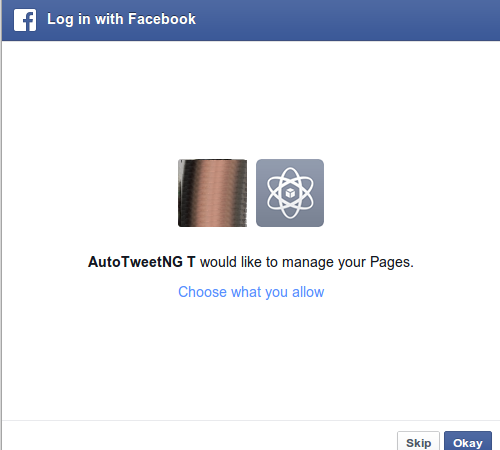 Log in with Facebook
AutoTweetNG T would like to manage your Pages.
Choose what you allow
Skip Okay